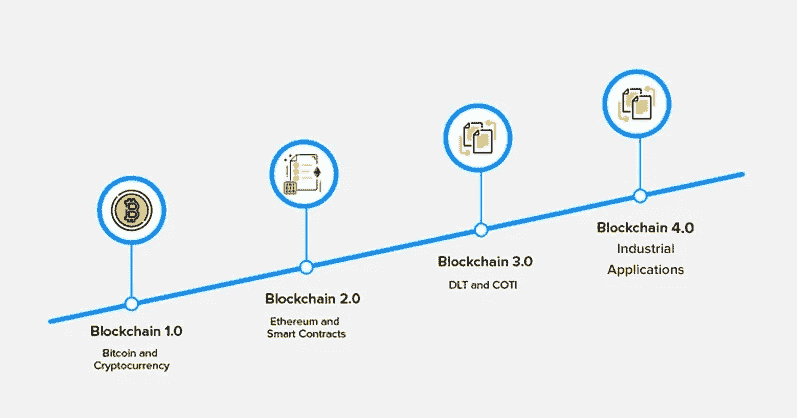 Blockchain 1.0
Bitcoin and
Cryptocurrency
Blockchain 2.0
Ethereum and
Smart Contracts
Blockchain 3.0
DLT and COTI
Blockchain 4.0
Industrial
Applications